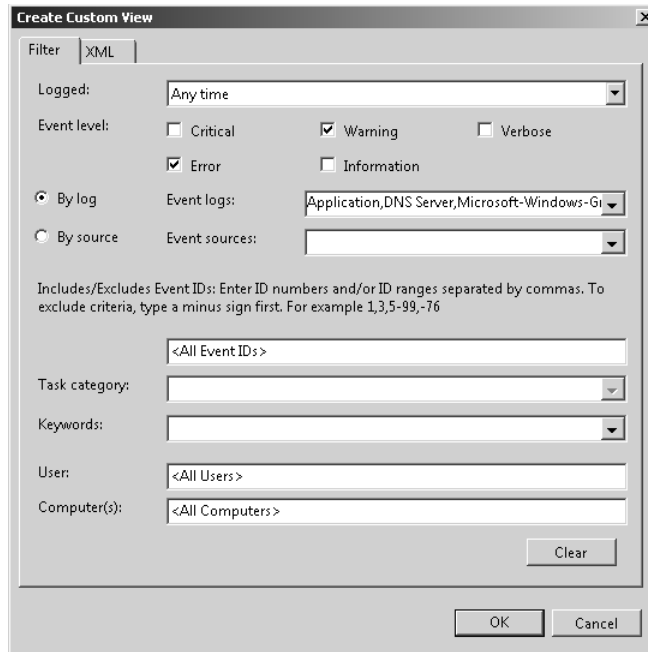 Create Custom View
Filter XML
Logged: Any time
Event level: Critical Warning Verbose
Error Information
By log Event logs: Application,DNS Server,Microsoft-Windows-Gr
By source Event sources:
Includes/Excludes Event IDs: Enter ID numbers and/or ID ranges separated by commas. To
exclude criteria, type a minus sign first. For example 1,3,5-99,-76
<All Event IDs>
Task category:
Keywords:
User: <All Users>
Computer(s): <All Computers>
Clear
OK Cancel